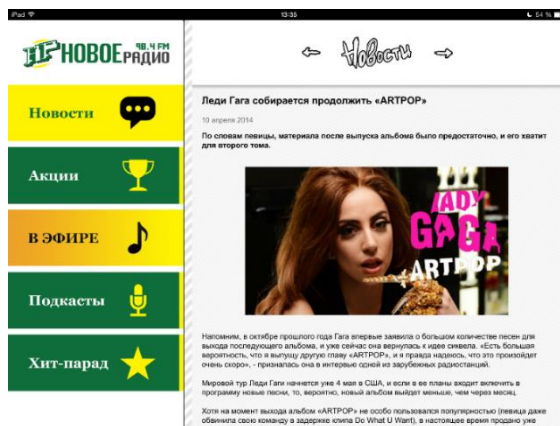 iPad
13:35
54 %
НР НОВОЕ РАДИО
98.4 FM
Новости
Новости
Акции
В ЭФИРЕ
Подкасты
Хит-парад
Леди Гага собирается продолжить «ARTPOP»
10 апреля 2014
По словам певицы, материала после выпуска альбома было предостаточно, и его хватит
для второго тома.
LADY
GAGA
ARTPOP
Напомним, в октябре прошлого года Гага впервые заявила о большом количестве песен для
выхода последующего альбома, и уже сейчас она вернулась к идее сиквела. «Есть большая
вероятность, что я выпущу другую главу «ARTPOP», и я правда надеюсь, что это произойдет
очень скоро», - призналась она в интервью одной из зарубежных радиостанций.
Мировой тур Леди Гаги начнется уже 4 мая в США, и если в ее планы входит включить в
программу новые песни, то, вероятно, новый альбом выйдет меньше, чем через месяц.
Хотя на момент выхода альбом «ARTPOP» не особо пользовался популярностью (певица даже
обвинила свою команду в задержке клипа Do What U Want), в настоящее время продано уже